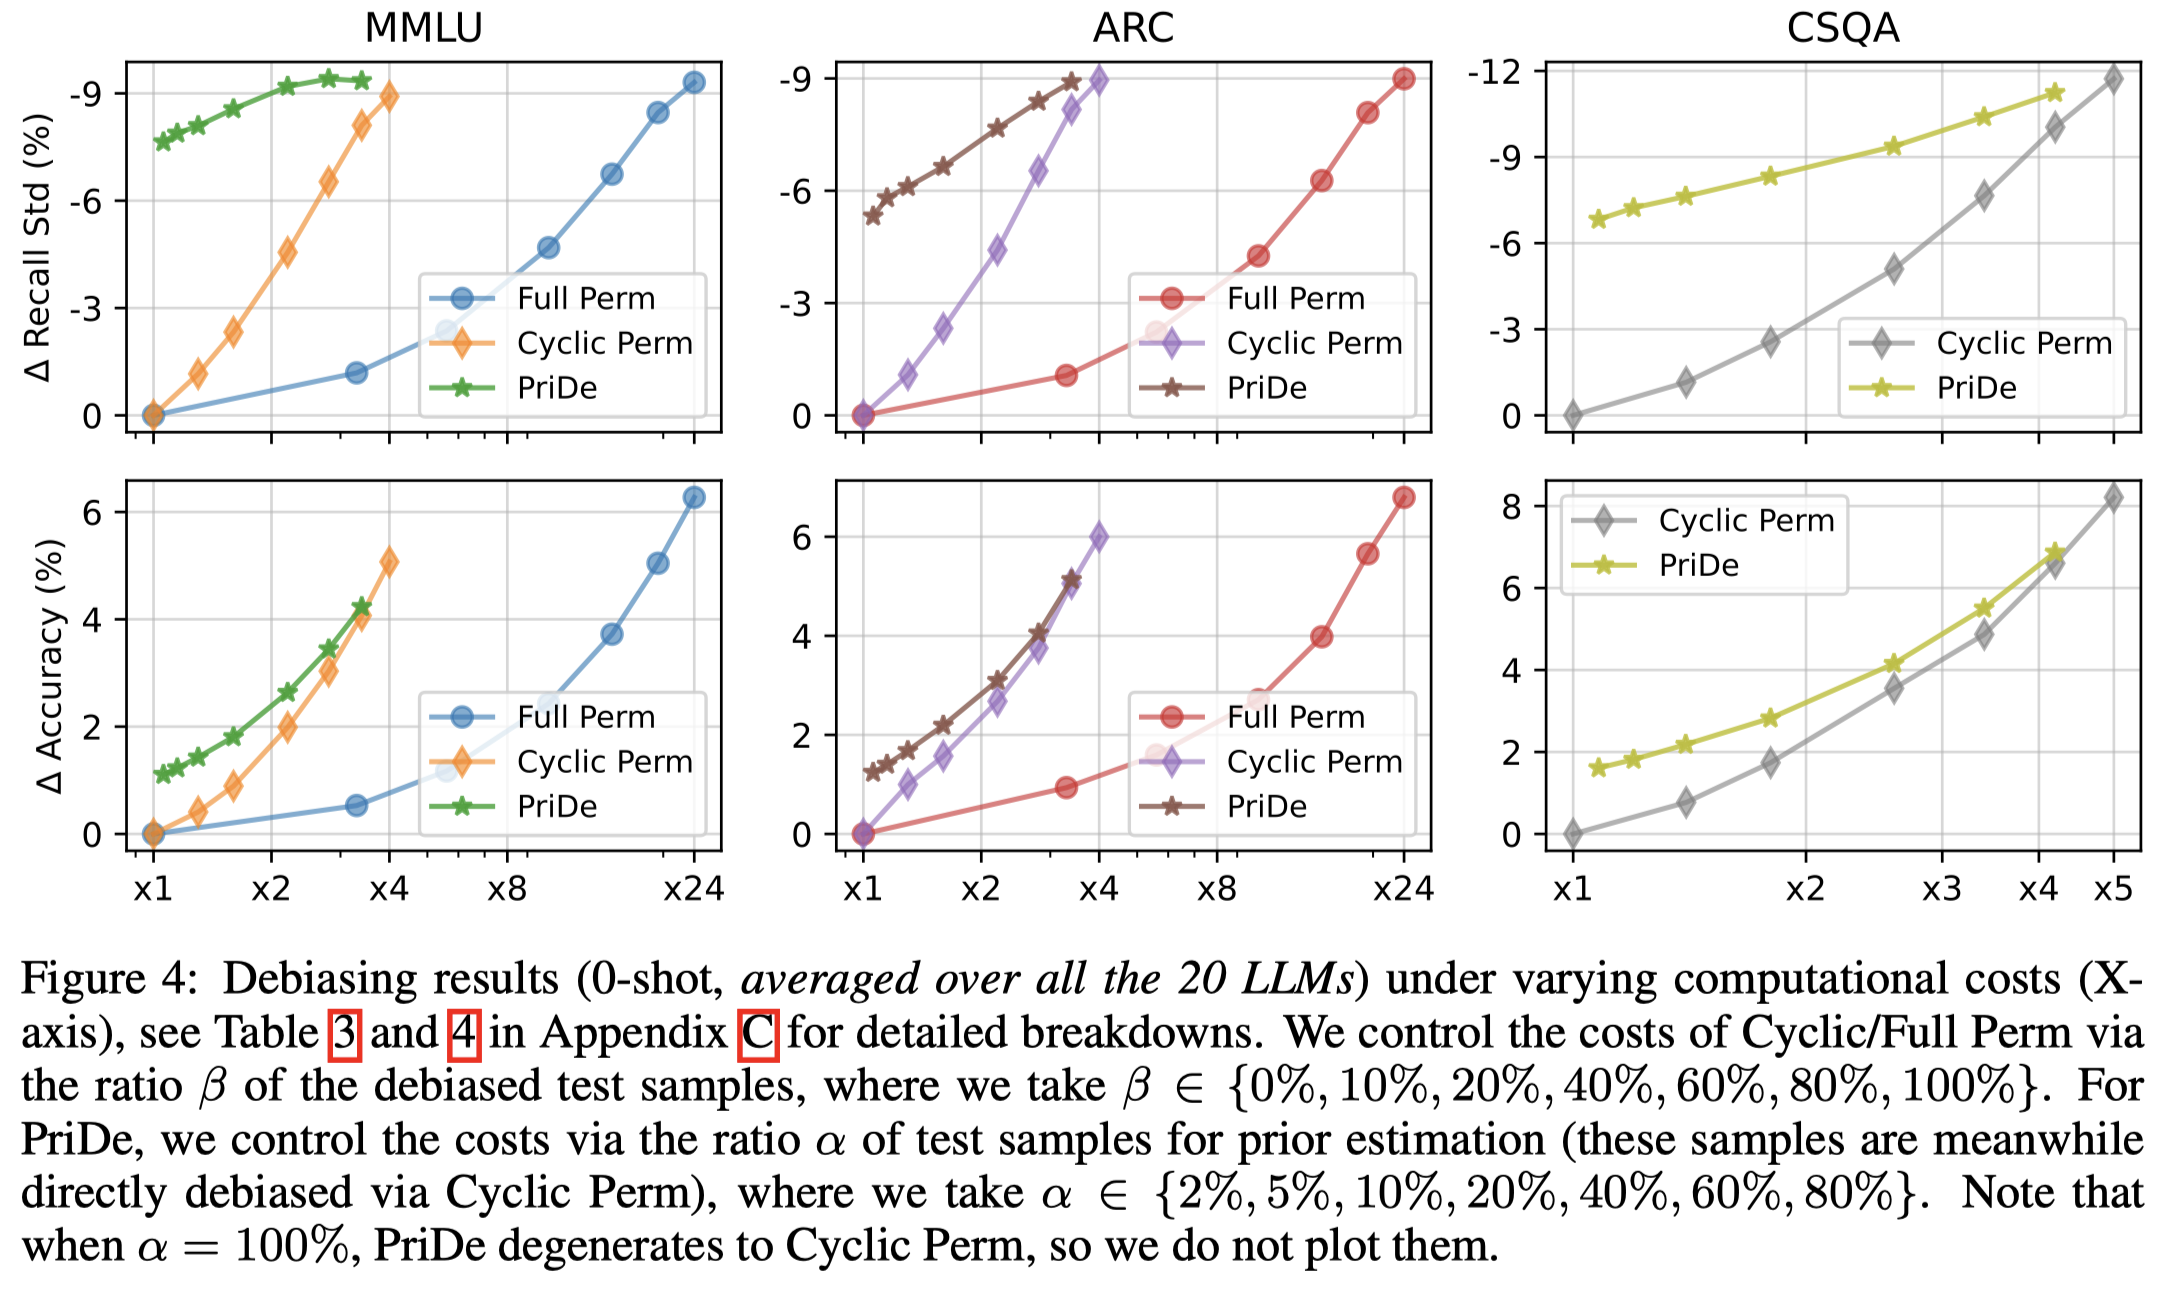 MMLU
ARC
CSQA
Δ Recall Std (%)
-9
-6
-3
0
Full Perm
Cyclic Perm
PriDe
-9
-6
-3
0
Full Perm
Cyclic Perm
PriDe
-12
-9
-6
-3
0
Cyclic Perm
PriDe
Δ Accuracy (%)
6
4
2
0
Full Perm
Cyclic Perm
PriDe
x1 x2 x4 x8 x24
6
4
2
0
Full Perm
Cyclic Perm
PriDe
x1 x2 x4 x8 x24
8
6
4
2
0
Cyclic Perm
PriDe
x1 x2 x3 x4 x5
Figure 4: Debiasing results (0-shot, averaged over all the 20 LLMs) under varying computational costs (X-
axis), see Table 3 and 4 in Appendix C for detailed breakdowns. We control the costs of Cyclic/Full Perm via
the ratio β of the debiased test samples, where we take β ∈ {0%, 10%, 20%, 40%, 60%, 80%, 100%}. For
PriDe, we control the costs via the ratio α of test samples for prior estimation (these samples are meanwhile
directly debiased via Cyclic Perm), where we take α ∈ {2%, 5%, 10%, 20%, 40%, 60%, 80%}. Note that
when α = 100%, PriDe degenerates to Cyclic Perm, so we do not plot them.